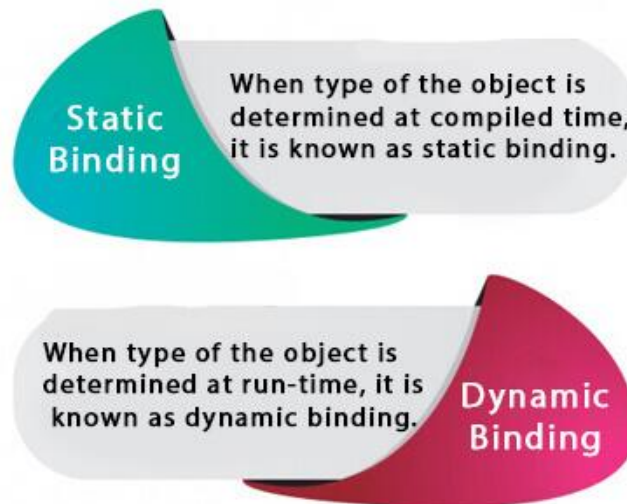 Static
Binding
When type of the object is
determined at compiled time,
it is known as static binding.
When type of the object is
determined at run-time, it is
known as dynamic binding.
Dynamic
Binding